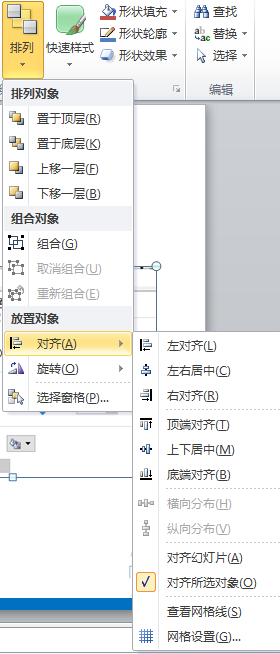 形状填充
查找
形状轮廓
替换
排列
快速样式
形状效果
选择
编辑
排列对象
置于顶层(R)
置于底层(K)
上移一层(F)
下移一层(B)
组合对象
组合(G)
取消组合(U)
重新组合(E)
放置对象
对齐(A)
旋转(O)
选择窗格(P)...
左对齐(L)
左右居中(C)
右对齐(R)
顶端对齐(T)
上下居中(M)
底端对齐(B)
横向分布(H)
纵向分布(V)
对齐幻灯片(A)
对齐所选对象(O)
查看网格线(S)
网格设置(G)...